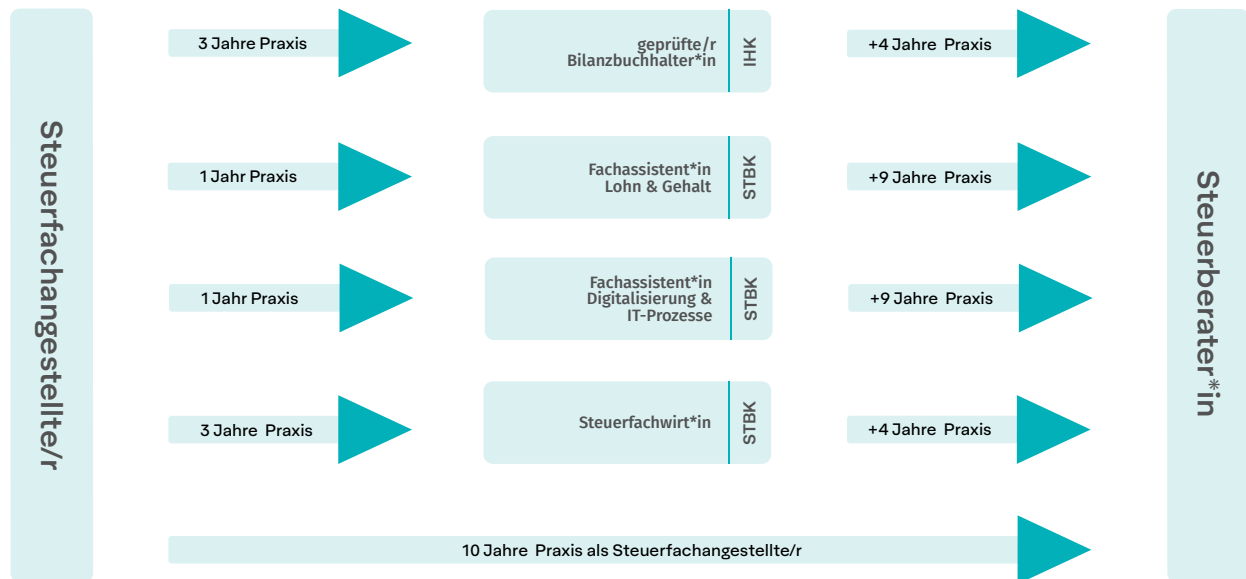 Steuerfachangestellte/r
3 Jahre Praxis
geprüfte/r
Bilanzbuchhalter*in
IHK
+4 Jahre Praxis
1 Jahr Praxis
Fachassistent*in
Lohn & Gehalt
STBK
+9 Jahre Praxis
1 Jahr Praxis
Fachassistent*in
Digitalisierung &
IT-Prozesse
STBK
+9 Jahre Praxis
3 Jahre Praxis
Steuerfachwirt*in
STBK
+4 Jahre Praxis
10 Jahre Praxis als Steuerfachangestellte/r
Steuerberater*in